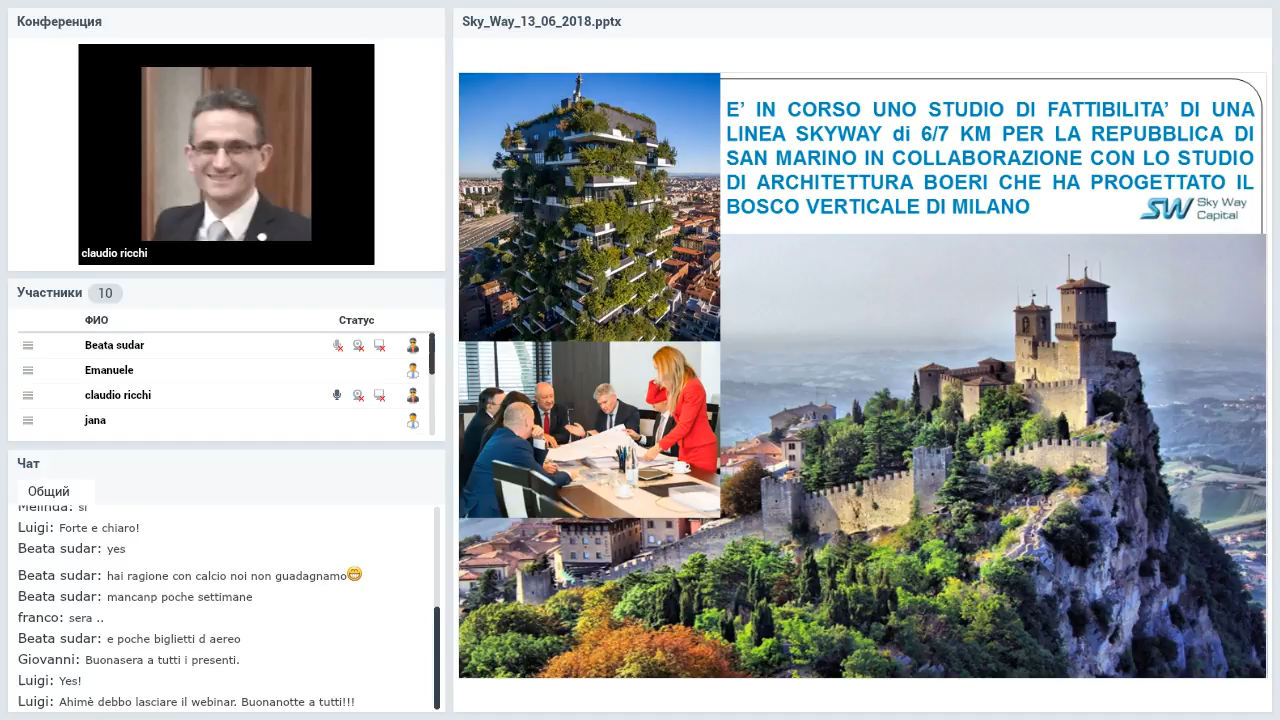 Конференция
claudio ricchi
Участники 10
ФИО Статус
Beata sudar
Emanuele
claudio ricchi
jana
Чат
Общий
Melinda: si
Luigi: Forte e chiaro!
Beata sudar: yes
Beata sudar: hai ragione con calcio noi non guadagnamo
Beata sudar: mancanp poche settimane
franco: sera ..
Beata sudar: e poche biglietti d aereo
Giovanni: Buonasera a tutti i presenti.
Luigi: Yes!
Luigi: Ahimè debbo lasciare il webinar. Buonanotte a tutti!!!
Sky_Way_13_06_2018.pptx
E’ IN CORSO UNO STUDIO DI FATTIBILITA’ DI UNA
LINEA SKYWAY di 6/7 KM PER LA REPUBBLICA DI
SAN MARINO IN COLLABORAZIONE CON LO STUDIO
DI ARCHITETTURA BOERI CHE HA PROGETTATO IL
BOSCO VERTICALE DI MILANO
SW Sky Way
Capital